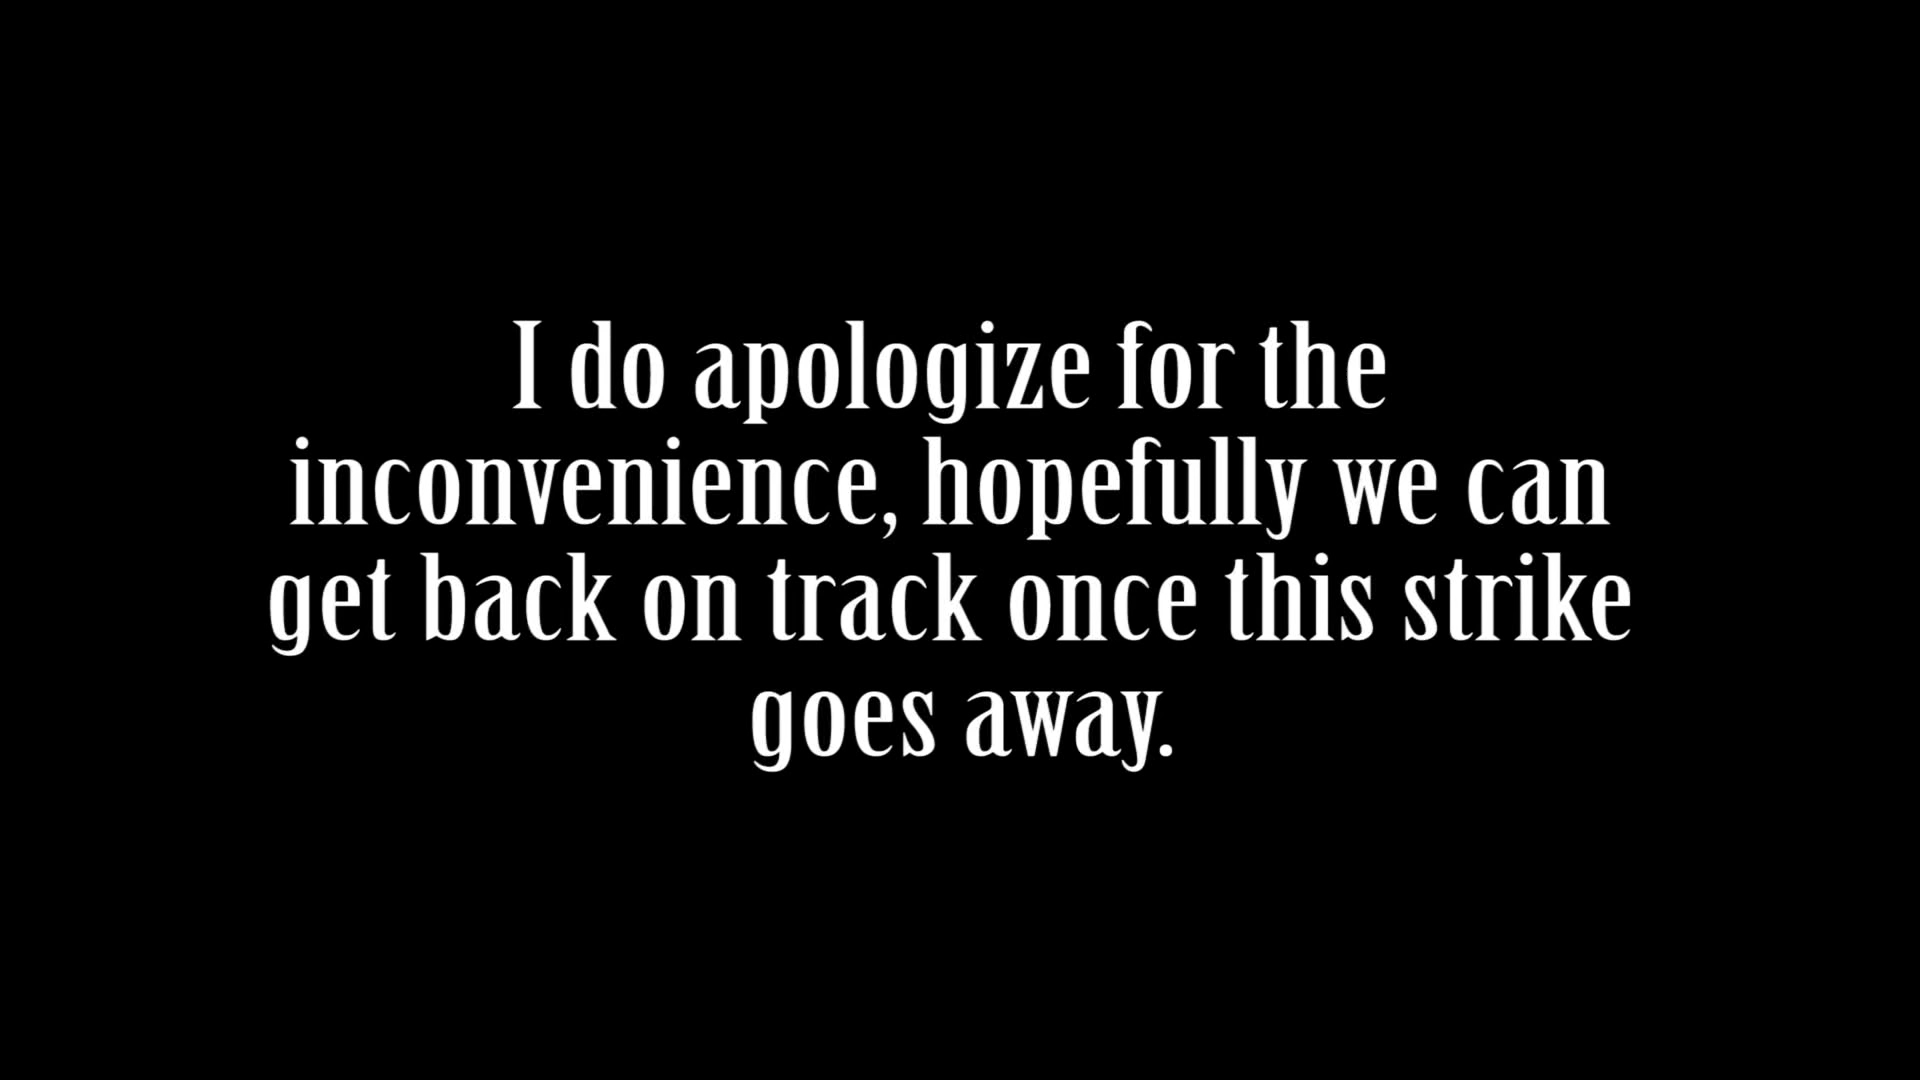 I do apologize for the
inconvenience, hopefully we can
get back on track once this strike
goes away.